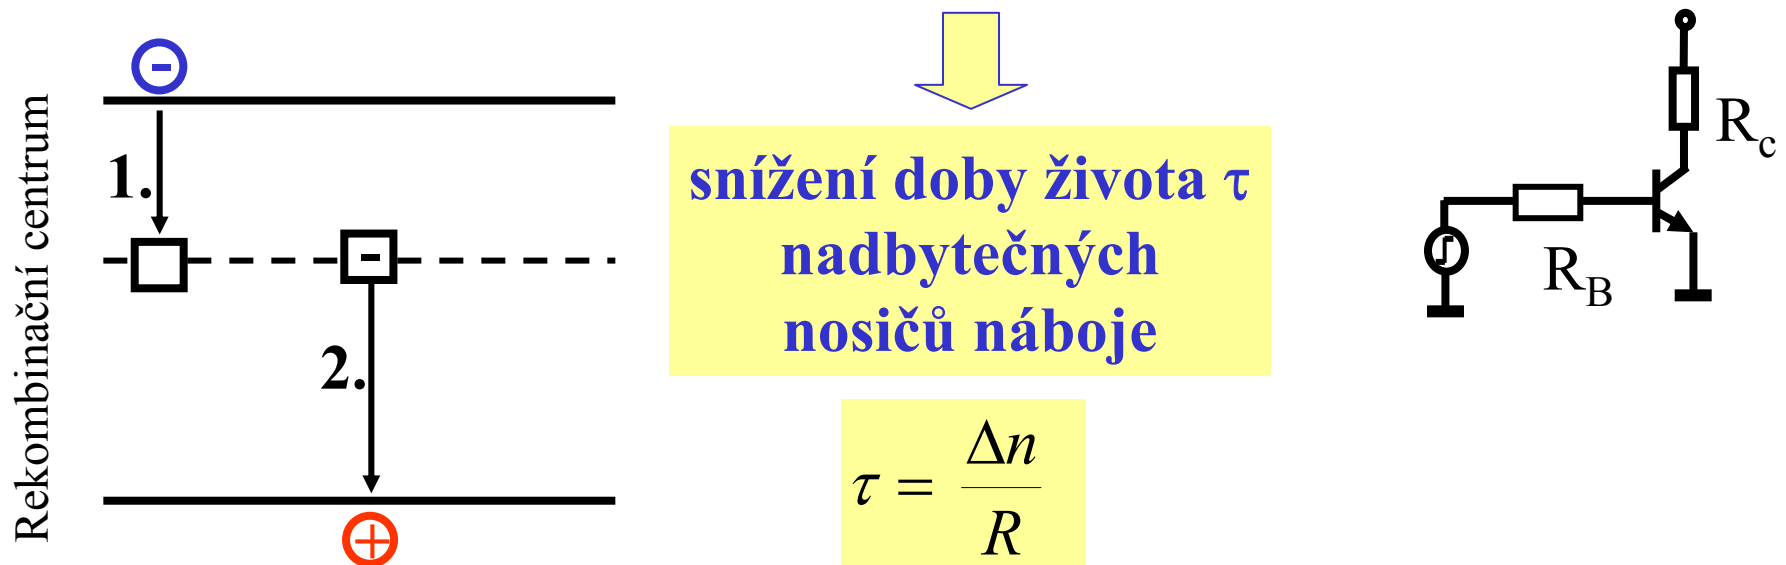 Rekombinační centrum
-
1.
-
2.
+
snížení doby života τ
nadbytečných
nosičů náboje
τ = Δn / R
R_c
R_B